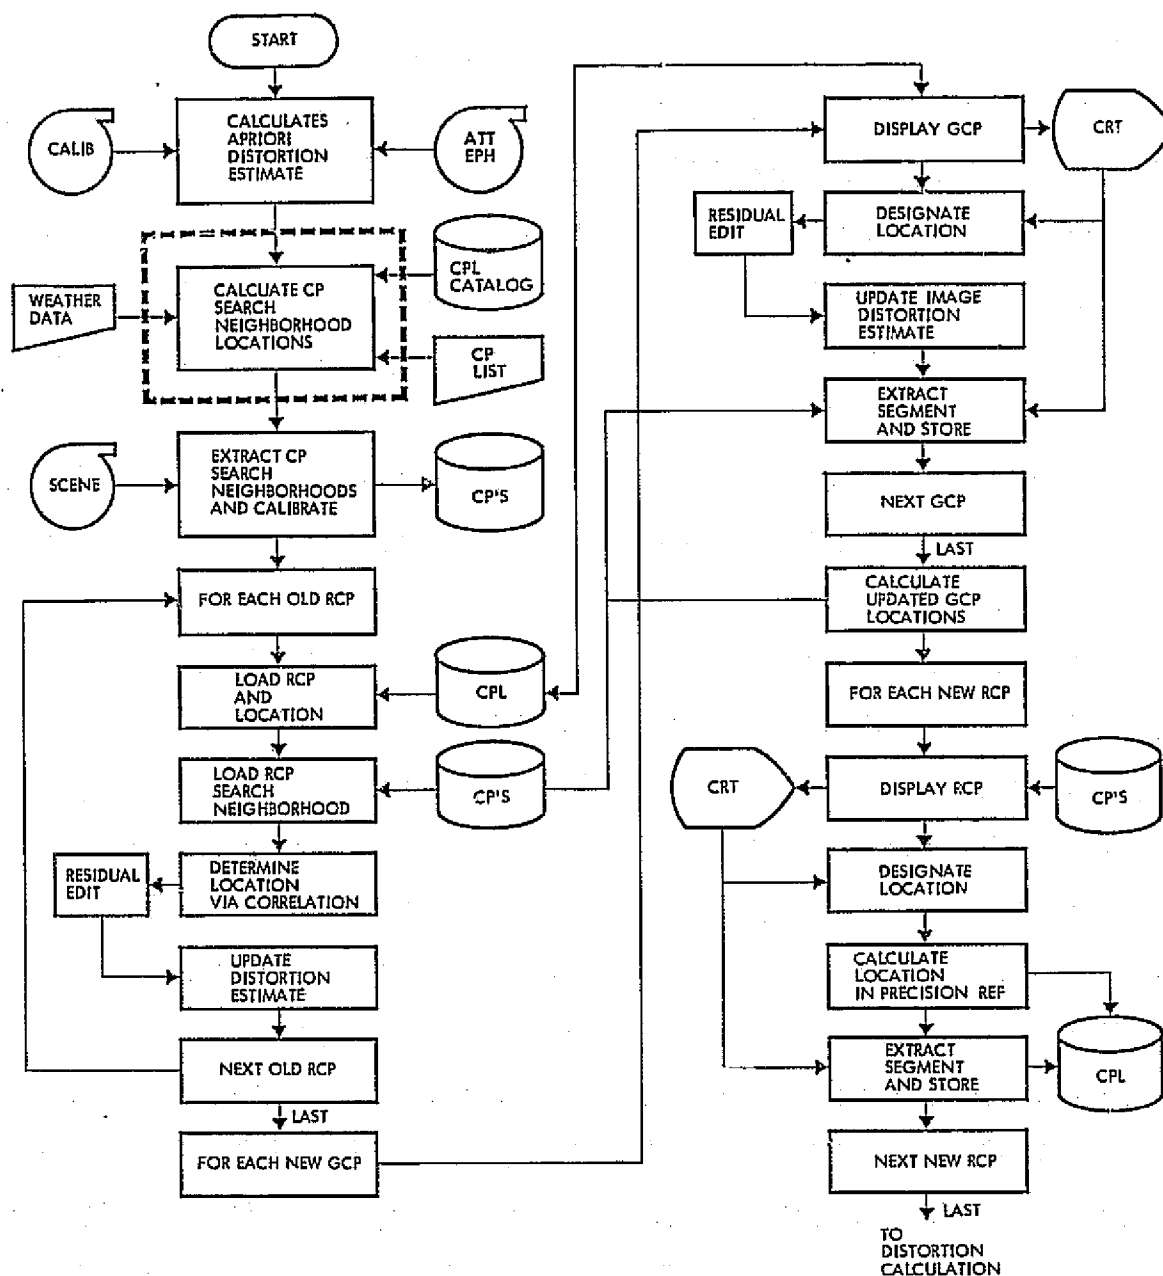 START
CALIB
CALCULATES
APRIORI
DISTORTION
ESTIMATE
ATT
EPH
WEATHER
DATA
CALCUATE CP
SEARCH
NEIGHBORHOOD
LOCATIONS
CPL
CATALOG
CP
LIST
SCENE
EXTRACT CP
SEARCH
NEIGHBORHOODS
AND CALIBRATE
CP'S
FOR EACH OLD RCP
LOAD RCP
AND
LOCATION
CPL
LOAD RCP
SEARCH
NEIGHBORHOOD
CP'S
RESIDUAL
EDIT
DETERMINE
LOCATION
VIA CORRELATION
UPDATE
DISTORTION
ESTIMATE
NEXT OLD RCP
LAST
FOR EACH NEW GCP
DISPLAY GCP
CRT
RESIDUAL
EDIT
DESIGNATE
LOCATION
UPDATE IMAGE
DISTORTION
ESTIMATE
EXTRACT
SEGMENT
AND STORE
NEXT GCP
LAST
CALCULATE
UPDATED GCP
LOCATIONS
FOR EACH NEW RCP
CRT
DISPLAY RCP
CP'S
DESIGNATE
LOCATION
CALCULATE
LOCATION
IN PRECISION REF
EXTRACT
SEGMENT
AND STORE
CPL
NEXT NEW RCP
LAST
TO
DISTORTION
CALCULATION